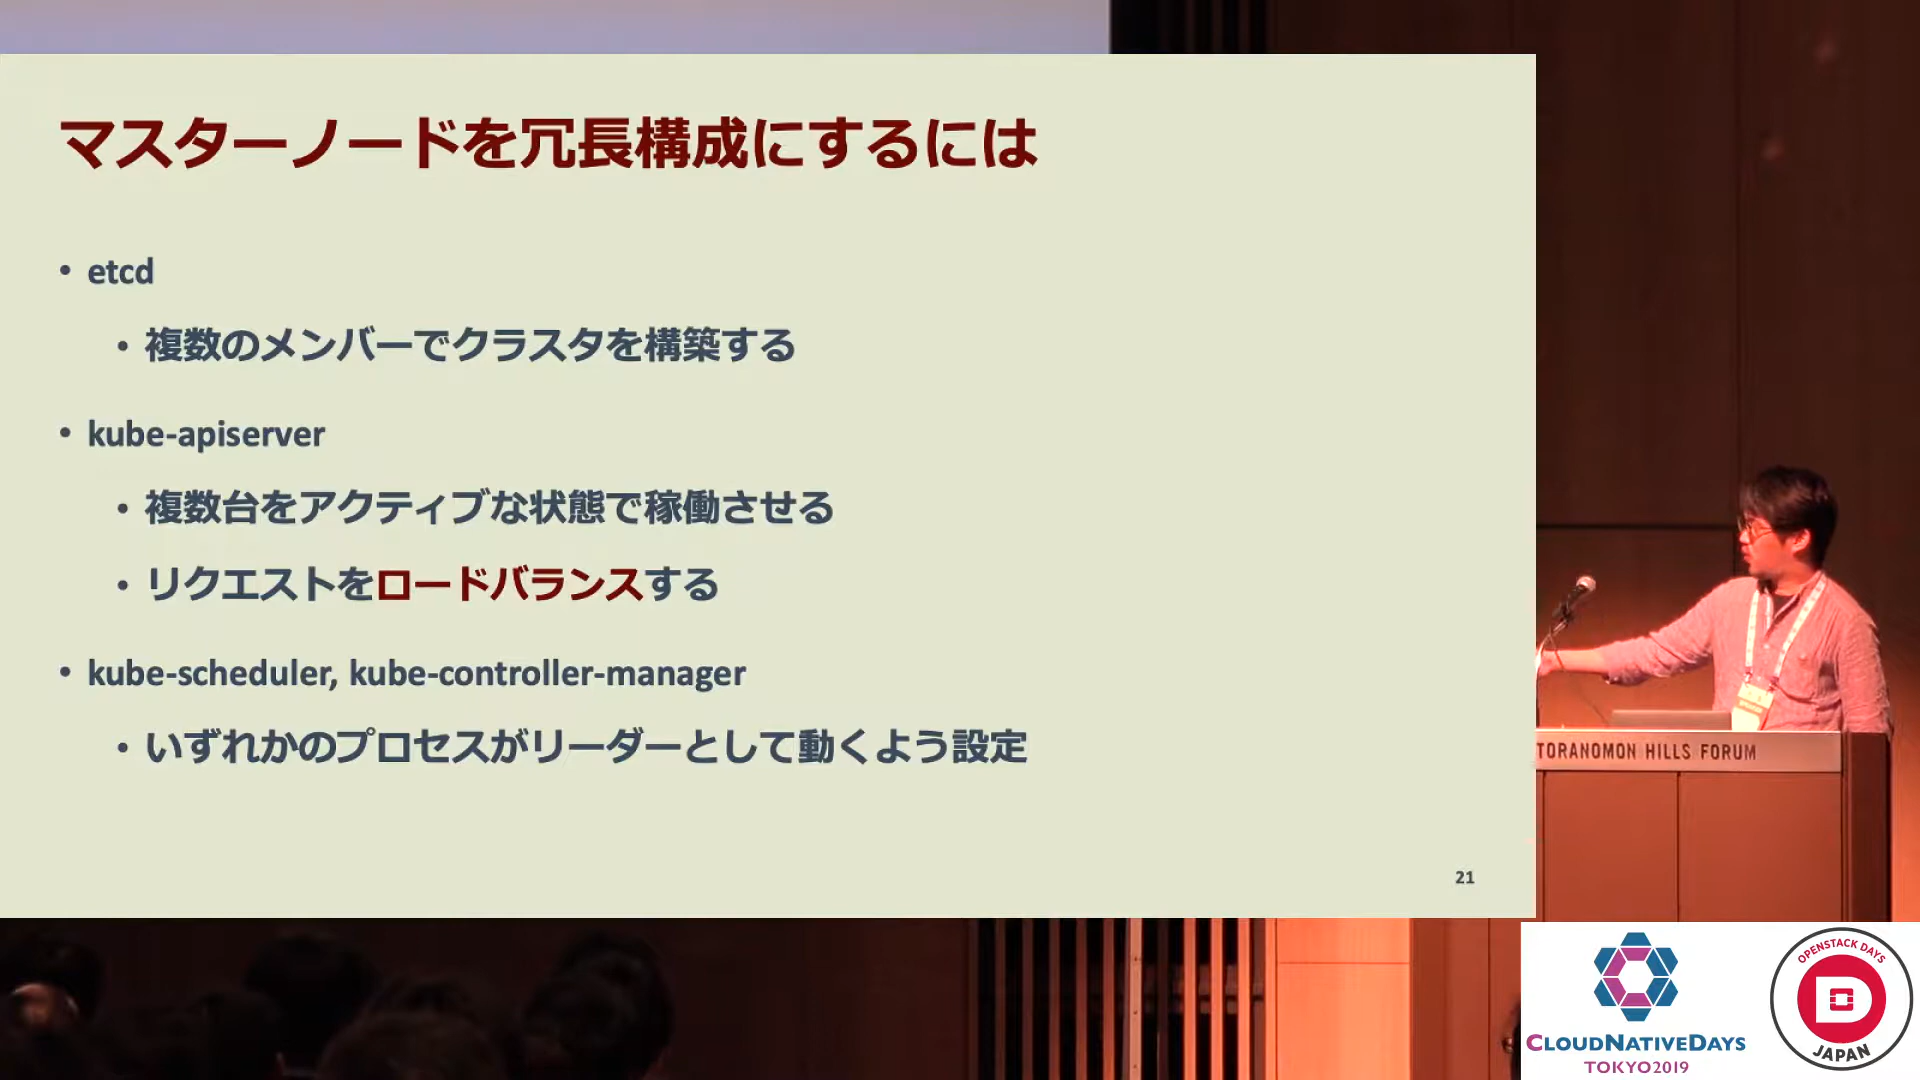 マスターノードを冗長構成にするには
• etcd
• 複数のメンバーでクラスタを構築する
• kube-apiserver
• 複数台をアクティブな状態で稼働させる
• リクエストをロードバランスする
• kube-scheduler, kube-controller-manager
• いずれかのプロセスがリーダーとして動くよう設定
21
TORANOMON HILLS FORUM
CLOUDNATIVEDAYS
TOKYO2019
OPENSTACK DAYS
JAPAN